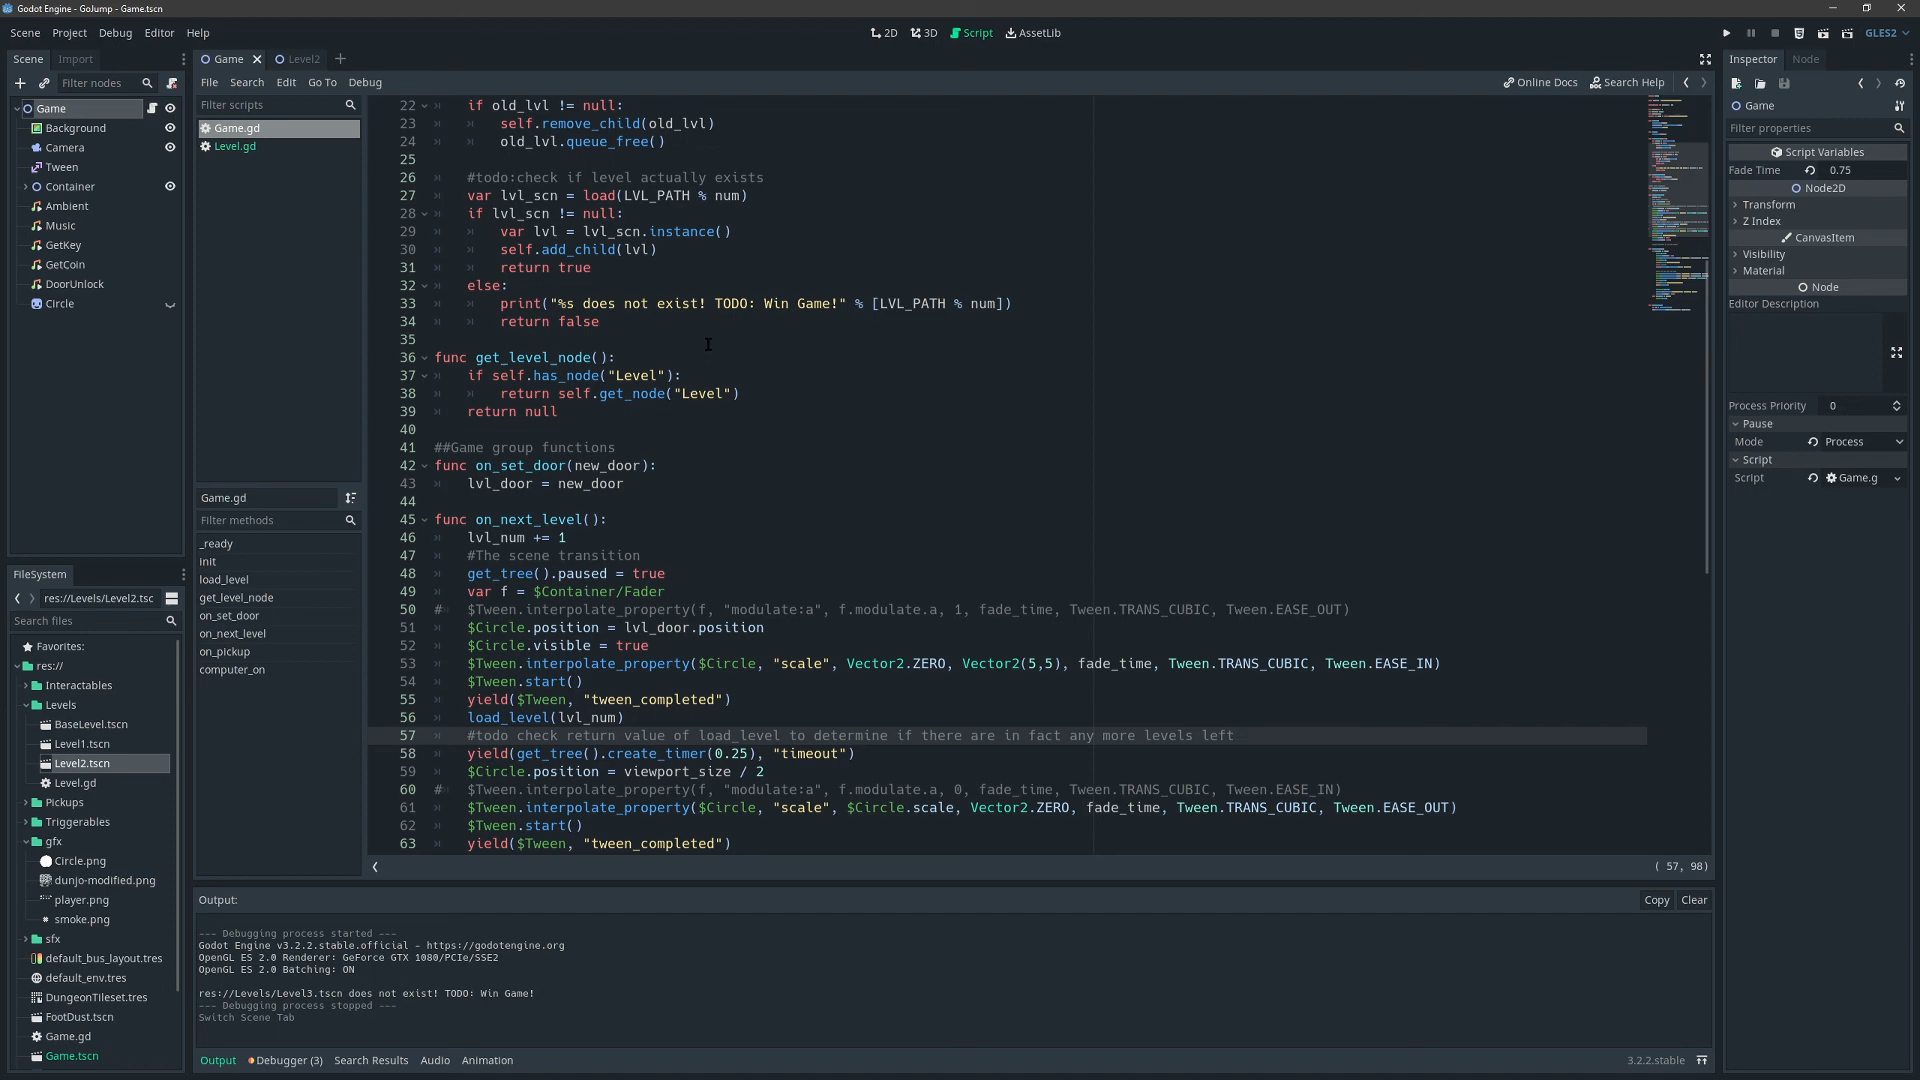 Godot Engine - GoJump - Game.tscn
Scene Project Debug Editor Help
2D 3D Script AssetLib
GLES2
Scene Import
Filter nodes
Game
Background
Camera
Tween
Container
Ambient
Music
GetKey
GetCoin
DoorUnlock
Circle
FileSystem
res://Levels/Level2.tsc
Search files
Favorites:
res://
Interactables
Levels
BaseLevel.tscn
Level1.tscn
Level2.tscn
Level.gd
Pickups
Triggerables
gfx
Circle.png
dunjo-modified.png
player.png
smoke.png
sfx
default_bus_layout.tres
default_env.tres
DungeonTileset.tres
FootDust.tscn
Game.gd
Game.tscn
Game Level2
File Search Edit Go To Debug
Online Docs Search Help
Filter scripts
Game.gd
Level.gd
Game.gd
Filter methods
_ready
init
load_level
get_level_node
on_set_door
on_next_level
on_pickup
computer_on
22 if old_lvl != null:
23 self.remove_child(old_lvl)
24 old_lvl.queue_free()
25
26 #todo:check if level actually exists
27 var lvl_scn = load(LVL_PATH % num)
28 if lvl_scn != null:
29 var lvl = lvl_scn.instance()
30 self.add_child(lvl)
31 return true
32 else:
33 print("%s does not exist! TODO: Win Game!" % [LVL_PATH % num])
34 return false
35
36 func get_level_node():
37 if self.has_node("Level"):
38 return self.get_node("Level")
39 return null
40
41 ##Game group functions
42 func on_set_door(new_door):
43 lvl_door = new_door
44
45 func on_next_level():
46 lvl_num += 1
47 #The scene transition
48 get_tree().paused = true
49 var f = $Container/Fader
50 # $Tween.interpolate_property(f, "modulate:a", f.modulate.a, 1, fade_time, Tween.TRANS_CUBIC, Tween.EASE_OUT)
51 $Circle.position = lvl_door.position
52 $Circle.visible = true
53 $Tween.interpolate_property($Circle, "scale", Vector2.ZERO, Vector2(5,5), fade_time, Tween.TRANS_CUBIC, Tween.EASE_IN)
54 $Tween.start()
55 yield($Tween, "tween_completed")
56 load_level(lvl_num)
57 #todo check return value of load_level to determine if there are in fact any more levels left
58 yield(get_tree().create_timer(0.25), "timeout")
59 $Circle.position = viewport_size / 2
60 # $Tween.interpolate_property(f, "modulate:a", f.modulate.a, 0, fade_time, Tween.TRANS_CUBIC, Tween.EASE_IN)
61 $Tween.interpolate_property($Circle, "scale", $Circle.scale, Vector2.ZERO, fade_time, Tween.TRANS_CUBIC, Tween.EASE_OUT)
62 $Tween.start()
63 yield($Tween, "tween_completed")
( 57, 98)
Output:
Copy Clear
--- Debugging process started ---
Godot Engine v3.2.2.stable.official - https://godotengine.org
OpenGL ES 2.0 Renderer: GeForce GTX 1080/PCIe/SSE2
OpenGL ES 2.0 Batching: ON
res://Levels/Level3.tscn does not exist! TODO: Win Game!
--- Debugging process stopped ---
Switch Scene Tab
Output Debugger (3) Search Results Audio Animation
3.2.2.stable
Inspector Node
Game
Filter properties
Script Variables
Fade Time 0.75
Node2D
Transform
Z Index
CanvasItem
Visibility
Material
Node
Editor Description
Process Priority 0
Pause
Mode Process
Script
Script Game.g